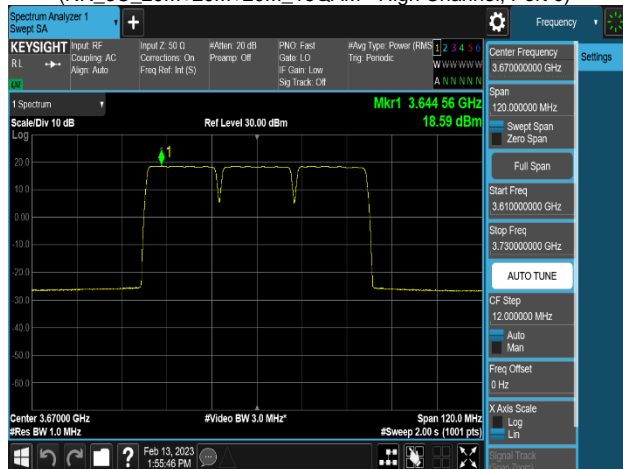 Spectrum Analyzer 1
Swept SA
Frequency
KEYSIGHT
RL
Input: RF
Coupling: AC
Align: Auto
Input Z: 50 Ω
Corrections: On
Freq Ref: Int (S)
#Atten: 20 dB
Preamp: Off
PNO: Fast
Gate: LO
IF Gain: Low
Sig Track: Off
#Avg Type: Power (RMS
Trig: Periodic
1 2 3 4 5 6
W W W W W W
A N N N N N
1 Spectrum
Scale/Div 10 dB
Log
Ref Level 30.00 dBm
Mkr1 3.644 56 GHz
18.59 dBm
1
20.0
10.0
0.00
-10.0
-20.0
-30.0
-40.0
-50.0
-60.0
Center 3.67000 GHz
#Res BW 1.0 MHz
#Video BW 3.0 MHz*
Span 120.0 MHz
#Sweep 2.00 s (1001 pts)
Feb 13, 2023
1:55:46 PM
Center Frequency
3.670000000 GHz
Settings
Span
120.000000 MHz
Swept Span
Zero Span
Full Span
Start Freq
3.610000000 GHz
Stop Freq
3.730000000 GHz
AUTO TUNE
CF Step
12.000000 MHz
Auto
Man
Freq Offset
0 Hz
X Axis Scale
Log
Lin
Signal Track
(Span Zoom)